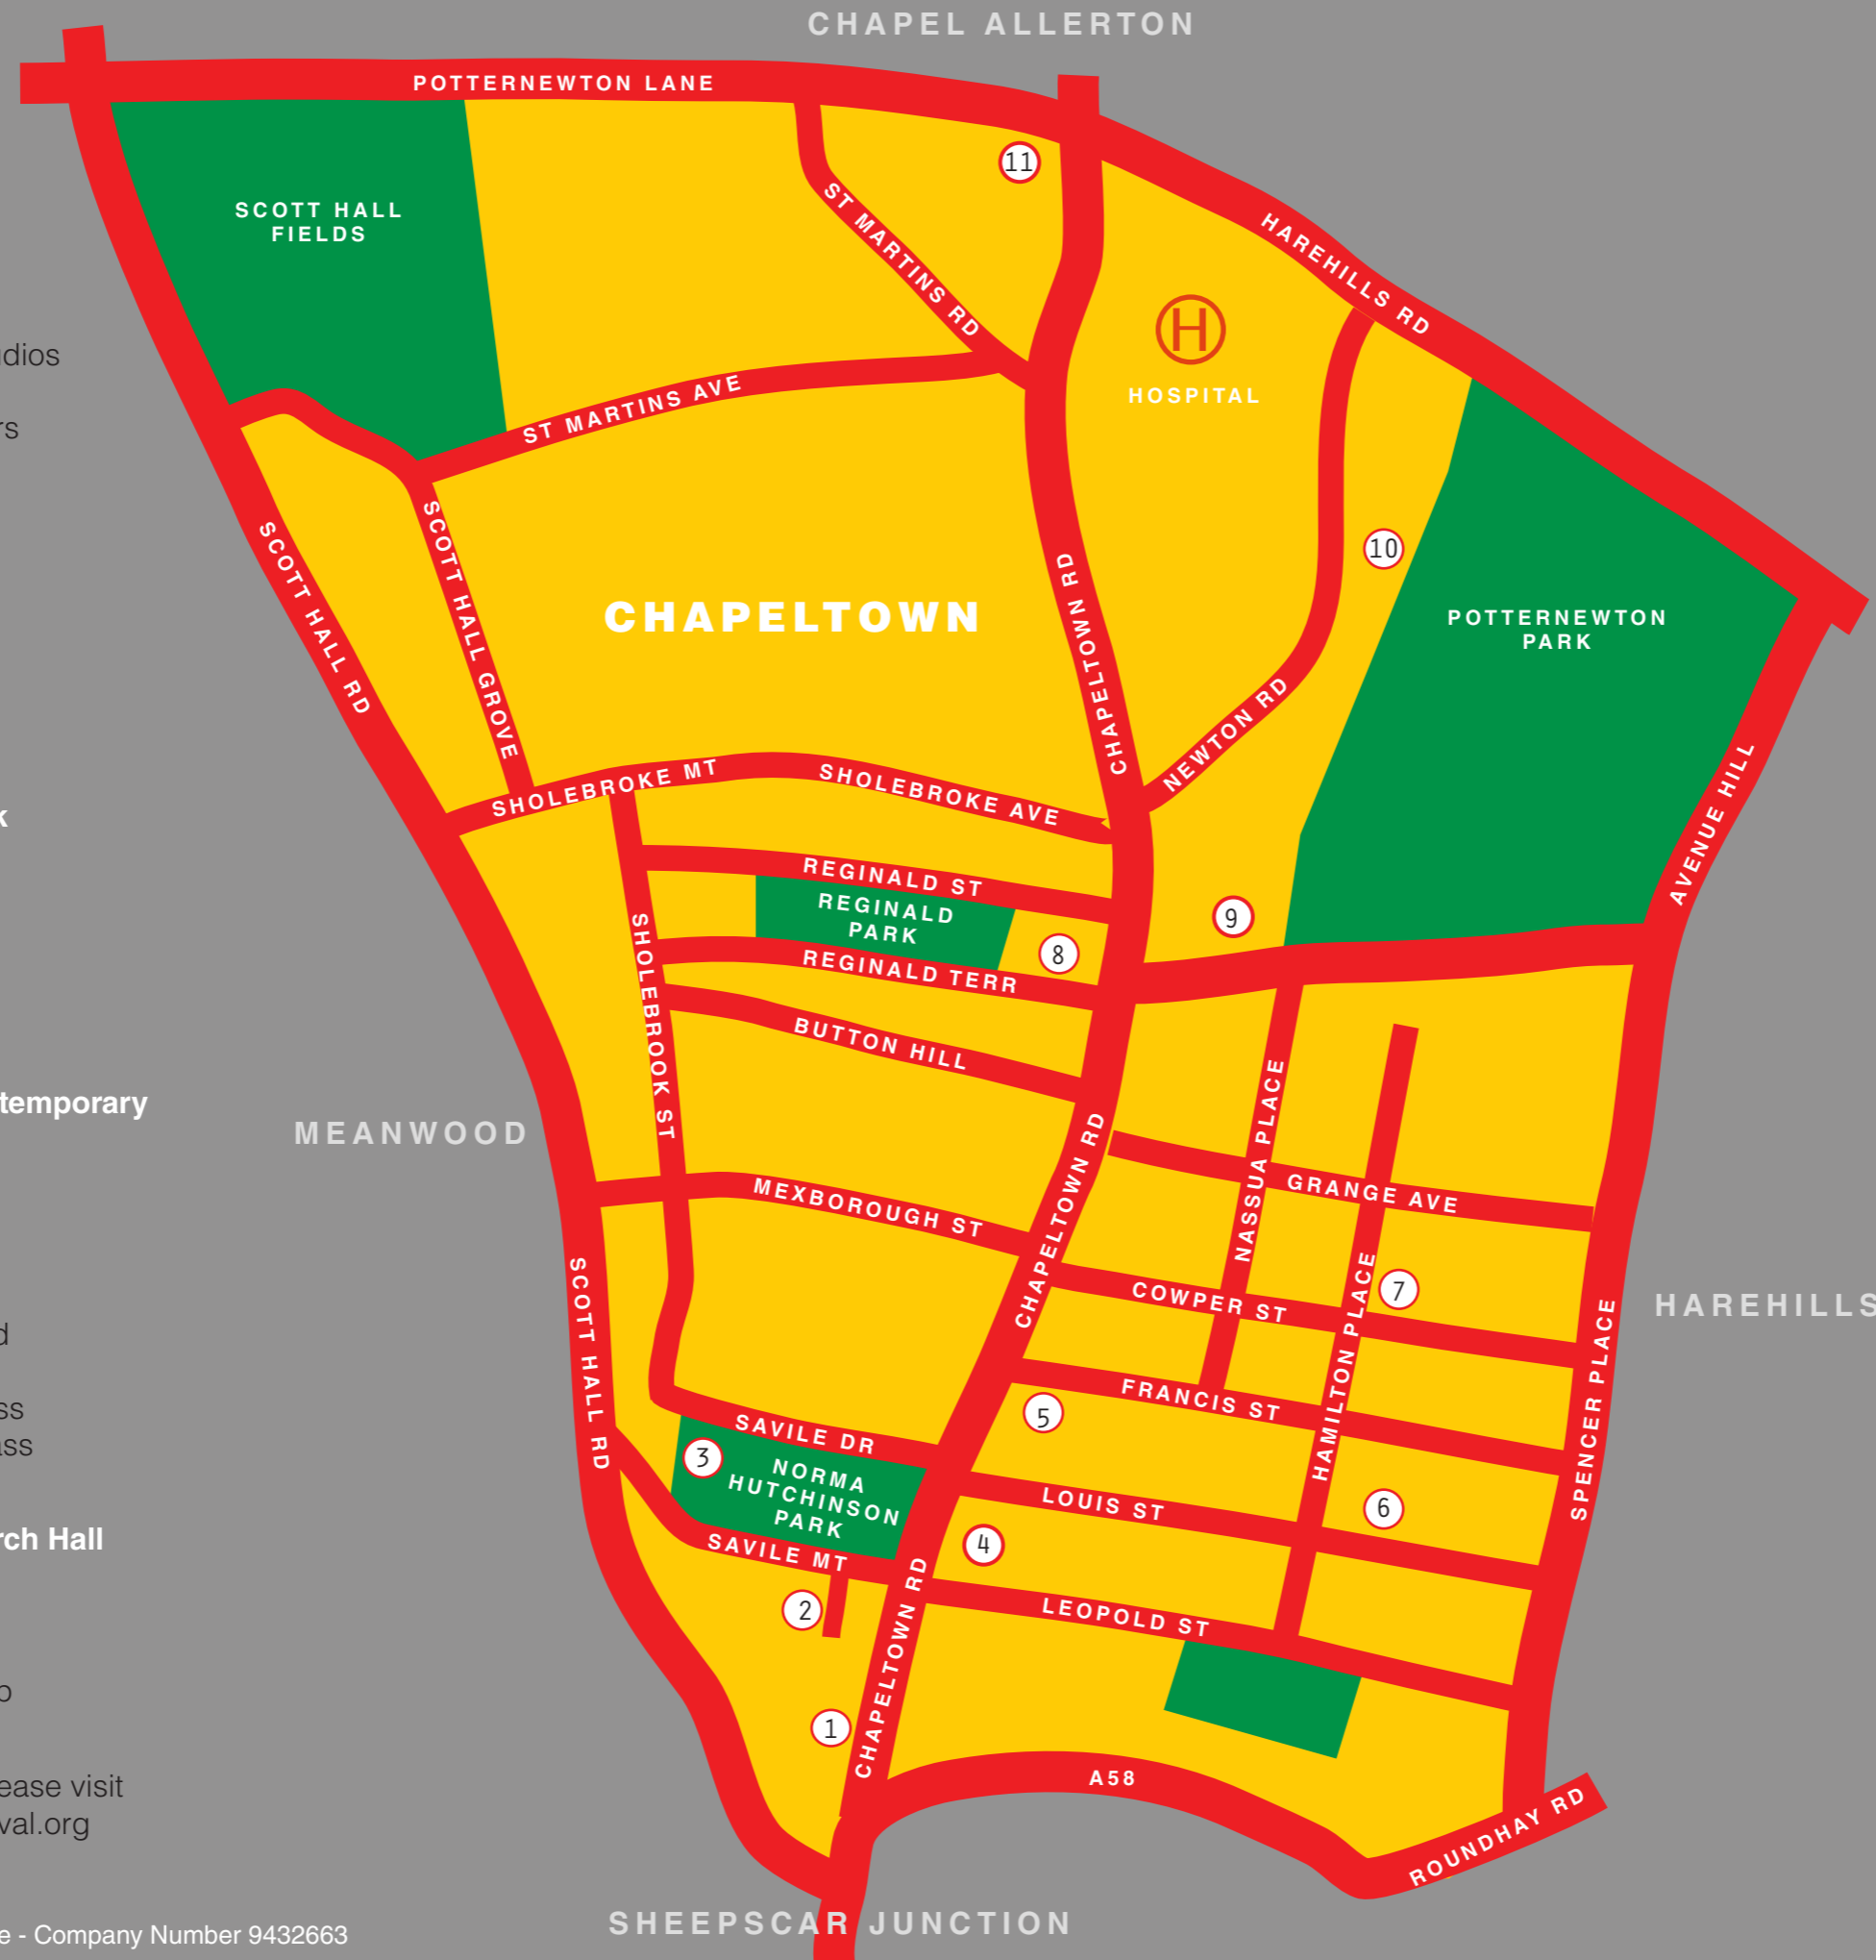 CHAPEL ALLERTON
POTTERNEWTON LANE
11
SCOTT HALL
FIELDS
ST MARTINS RD
HAREHILLS RD
H
HOSPITAL
dios
rs
ST MARTINS AVE
SCOTT HALL RD
SCOTT HALL GROVE
CHAPELTOWN
CHAPELTOWN RD
10
POTTERNEWTON
PARK
NEWTON RD
AVENUE HILL
k
SHOLEBROKE MT
SHOLEBROKE AVE
REGINALD ST
REGINALD
PARK
8
9
REGINALD TERR
SHOLEBROOK ST
BUTTON HILL
temporary
MEANWOOD
NASSUA PLACE
CHAPELTOWN RD
MEXBOROUGH ST
GRANGE AVE
SCOTT HALL RD
COWPER ST
7
HAREHILLS
HAMILTON PLACE
SPENCER PLACE
d
ss
ass
FRANCIS ST
5
SAVILE DR
3
NORMA
HUTCHINSON
PARK
LOUIS ST
6
rch Hall
SAVILE MT
4
2
LEOPOLD ST
CHAPELTOWN RD
1
A58
ease visit
val.org
ROUNDHAY RD
SHEEPSCAR JUNCTION
e - Company Number 9432663